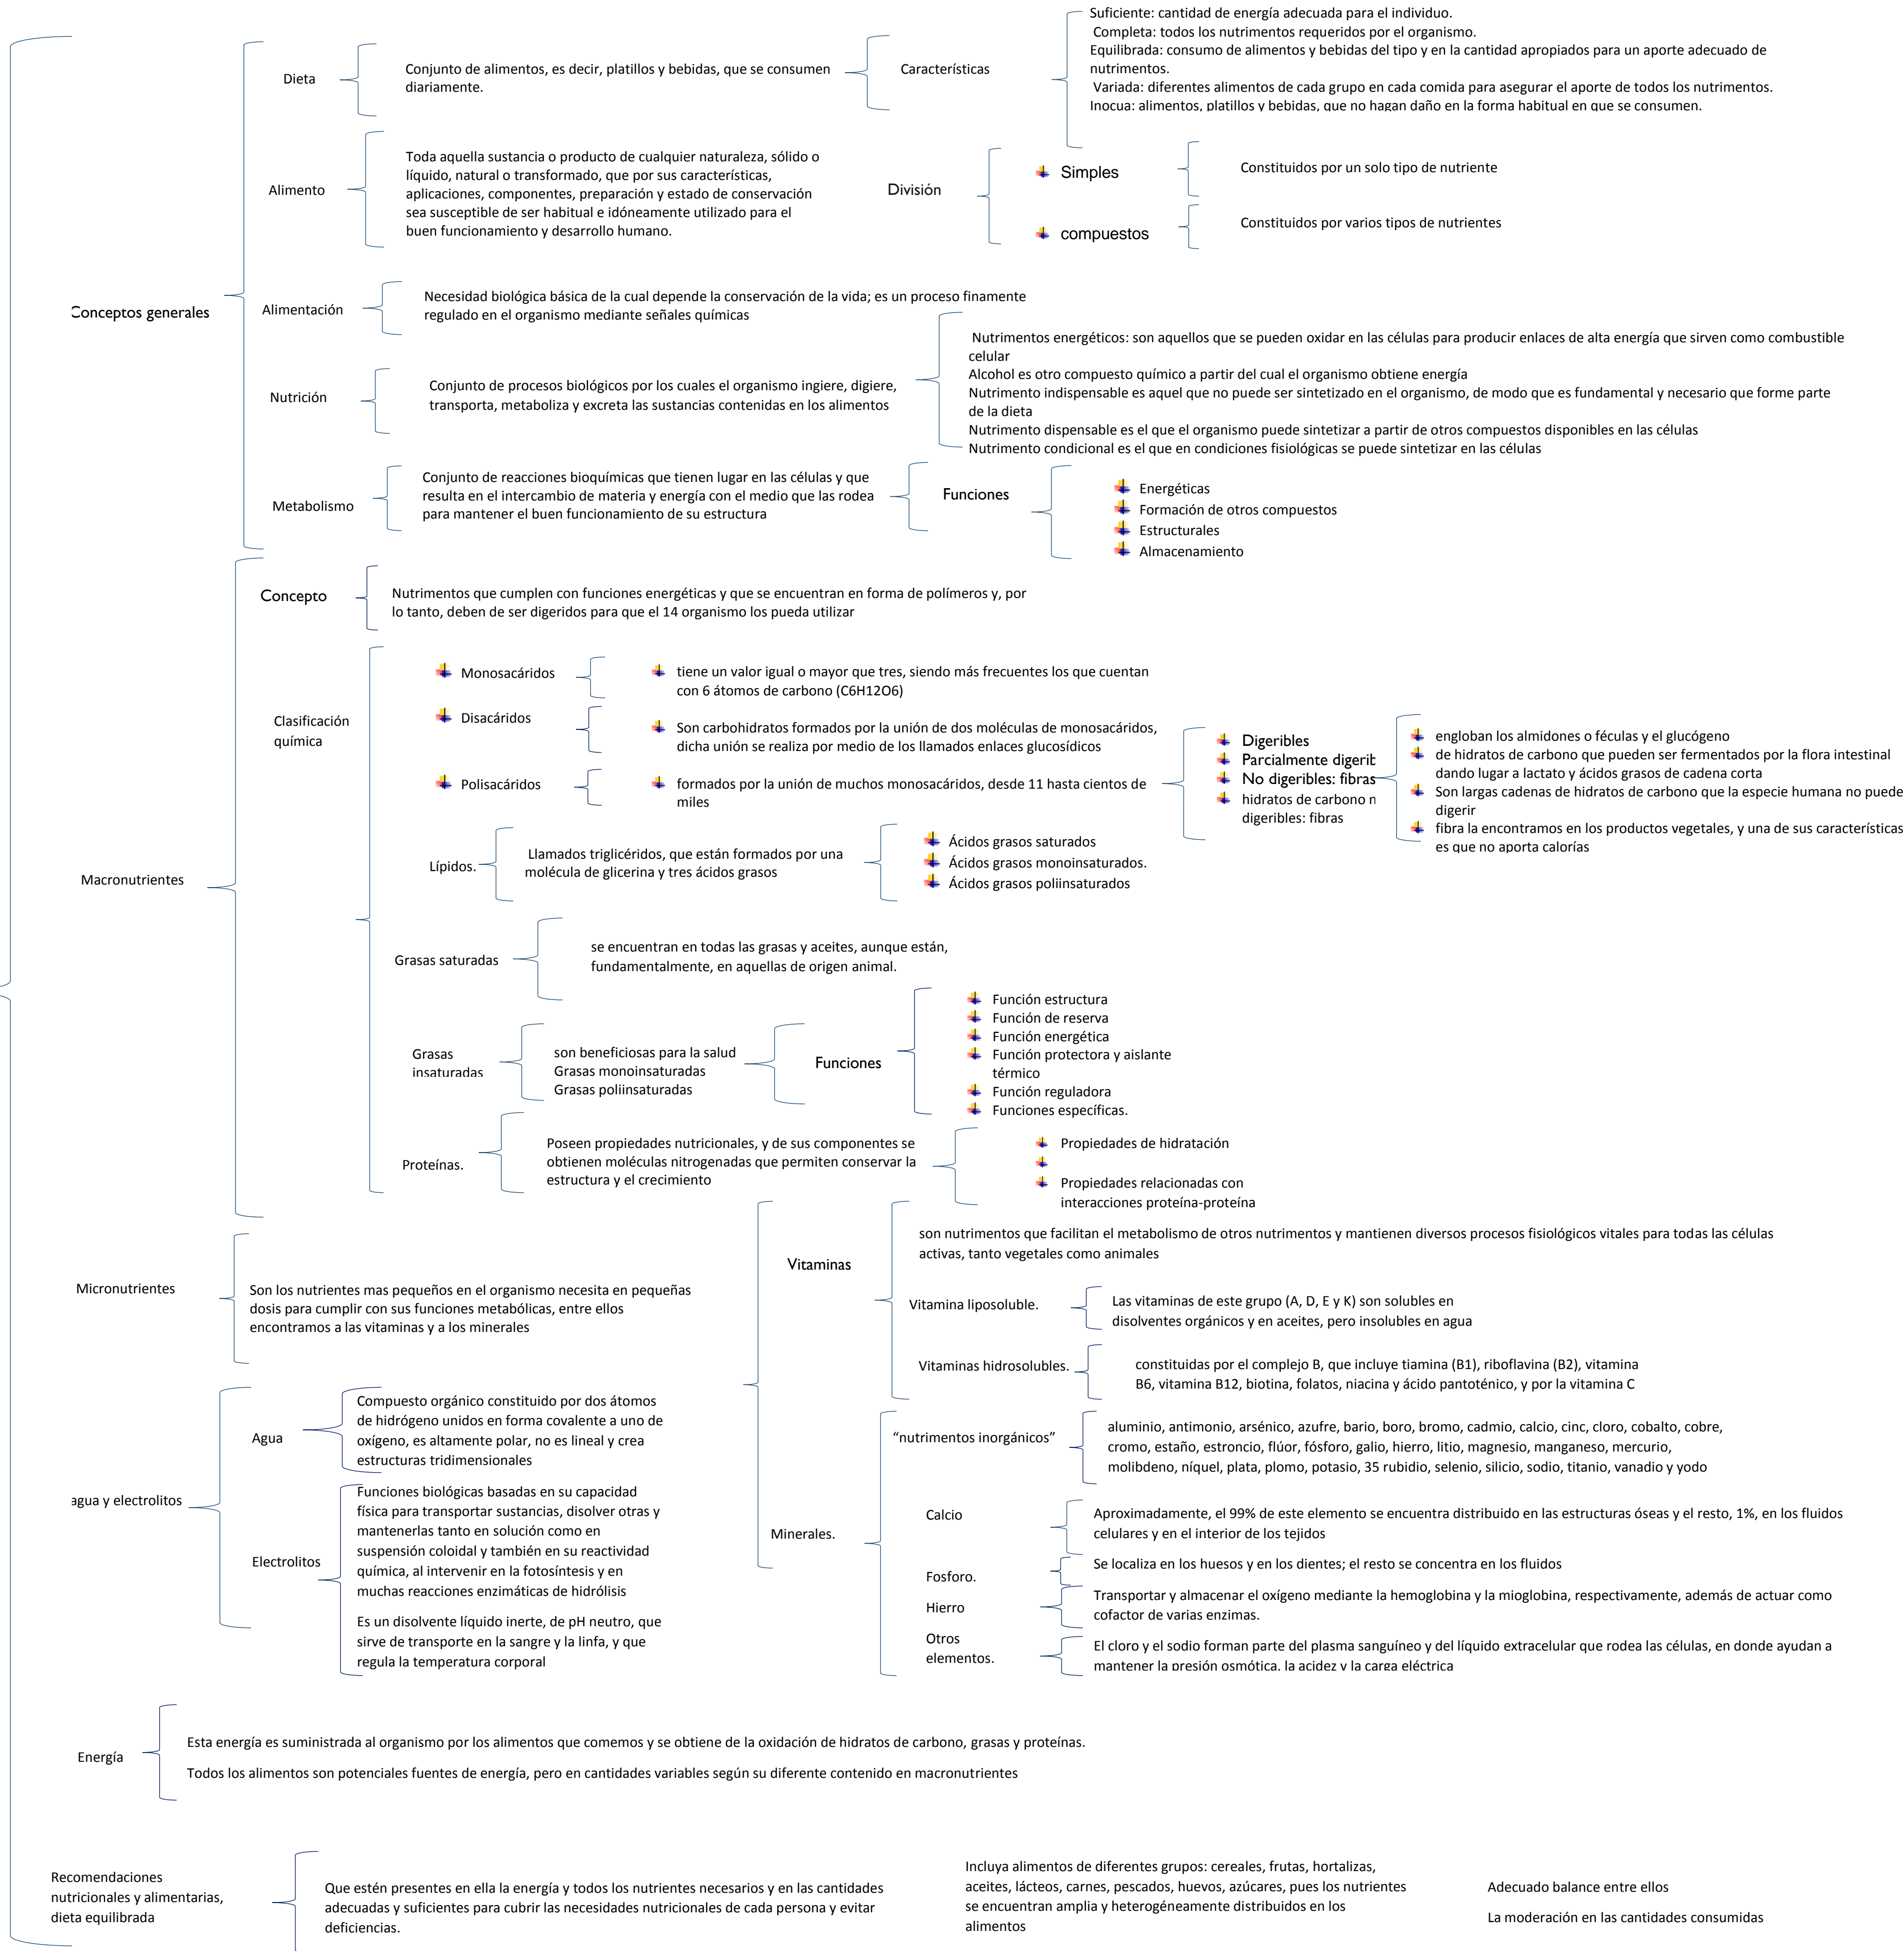 Suficiente: cantidad de energía adecuada para el individuo.
Completa: todos los nutrimentos requeridos por el organismo.
Equilibrada: consumo de alimentos y bebidas del tipo y en la cantidad apropiados para un aporte adecuado de
nutrimentos.
Variada: diferentes alimentos de cada grupo en cada comida para asegurar el aporte de todos los nutrimentos.
Inocua: alimentos, platillos y bebidas, que no hagan daño en la forma habitual en que se consumen.
Dieta
Conjunto de alimentos, es decir, platillos y bebidas, que se consumen
diariamente.
Características
Alimento
Toda aquella sustancia o producto de cualquier naturaleza, sólido o
líquido, natural o transformado, que por sus características,
aplicaciones, componentes, preparación y estado de conservación
sea susceptible de ser habitual e idóneamente utilizado para el
buen funcionamiento y desarrollo humano.
División
Simples
Constituidos por un solo tipo de nutriente
compuestos
Constituidos por varios tipos de nutrientes
Conceptos generales
Alimentación
Necesidad biológica básica de la cual depende la conservación de la vida; es un proceso finamente
regulado en el organismo mediante señales químicas
Nutrición
Conjunto de procesos biológicos por los cuales el organismo ingiere, digiere,
transporta, metaboliza y excreta las sustancias contenidas en los alimentos
Nutrimentos energéticos: son aquellos que se pueden oxidar en las células para producir enlaces de alta energía que sirven como combustible
celular
Alcohol es otro compuesto químico a partir del cual el organismo obtiene energía
Nutrimento indispensable es aquel que no puede ser sintetizado en el organismo, de modo que es fundamental y necesario que forme parte
de la dieta
Nutrimento dispensable es el que el organismo puede sintetizar a partir de otros compuestos disponibles en las células
Nutrimento condicional es el que en condiciones fisiológicas se puede sintetizar en las células
Metabolismo
Conjunto de reacciones bioquímicas que tienen lugar en las células y que
resulta en el intercambio de materia y energía con el medio que las rodea
para mantener el buen funcionamiento de su estructura
Funciones
Energéticas
Formación de otros compuestos
Estructurales
Almacenamiento
Macronutrientes
Concepto
Nutrimentos que cumplen con funciones energéticas y que se encuentran en forma de polímeros y, por
lo tanto, deben de ser digeridos para que el 14 organismo los pueda utilizar
Clasificación
química
Monosacáridos
tiene un valor igual o mayor que tres, siendo más frecuentes los que cuentan
con 6 átomos de carbono (C6H12O6)
Disacáridos
Son carbohidratos formados por la unión de dos moléculas de monosacáridos,
dicha unión se realiza por medio de los llamados enlaces glucosídicos
Polisacáridos
formados por la unión de muchos monosacáridos, desde 11 hasta cientos de
miles
Digeribles
Parcialmente digerib
No digeribles: fibras
hidratos de carbono n
digeribles: fibras
engloban los almidones o féculas y el glucógeno
de hidratos de carbono que pueden ser fermentados por la flora intestinal
dando lugar a lactato y ácidos grasos de cadena corta
Son largas cadenas de hidratos de carbono que la especie humana no puede
digerir
fibra la encontramos en los productos vegetales, y una de sus características
es que no aporta calorías
Lípidos.
Llamados triglicéridos, que están formados por una
molécula de glicerina y tres ácidos grasos
Ácidos grasos saturados
Ácidos grasos monoinsaturados.
Ácidos grasos poliinsaturados
Grasas saturadas
se encuentran en todas las grasas y aceites, aunque están,
fundamentalmente, en aquellas de origen animal.
Grasas
insaturadas
son beneficiosas para la salud
Grasas monoinsaturadas
Grasas poliinsaturadas
Funciones
Función estructura
Función de reserva
Función energética
Función protectora y aislante
térmico
Función reguladora
Funciones específicas.
Proteínas.
Poseen propiedades nutricionales, y de sus componentes se
obtienen moléculas nitrogenadas que permiten conservar la
estructura y el crecimiento
Propiedades de hidratación
Propiedades relacionadas con
interacciones proteína-proteína
Micronutrientes
Son los nutrientes mas pequeños en el organismo necesita en pequeñas
dosis para cumplir con sus funciones metabólicas, entre ellos
encontramos a las vitaminas y a los minerales
Vitaminas
son nutrimentos que facilitan el metabolismo de otros nutrimentos y mantienen diversos procesos fisiológicos vitales para todas las células
activas, tanto vegetales como animales
Vitamina liposoluble.
Las vitaminas de este grupo (A, D, E y K) son solubles en
disolventes orgánicos y en aceites, pero insolubles en agua
Vitaminas hidrosolubles.
constituidas por el complejo B, que incluye tiamina (B1), riboflavina (B2), vitamina
B6, vitamina B12, biotina, folatos, niacina y ácido pantoténico, y por la vitamina C
Minerales.
“nutrimentos inorgánicos”
aluminio, antimonio, arsénico, azufre, bario, boro, bromo, cadmio, calcio, cinc, cloro, cobalto, cobre,
cromo, estaño, estroncio, flúor, fósforo, galio, hierro, litio, magnesio, manganeso, mercurio,
molibdeno, níquel, plata, plomo, potasio, 35 rubidio, selenio, silicio, sodio, titanio, vanadio y yodo
Calcio
Aproximadamente, el 99% de este elemento se encuentra distribuido en las estructuras óseas y el resto, 1%, en los fluidos
celulares y en el interior de los tejidos
Fosforo.
Se localiza en los huesos y en los dientes; el resto se concentra en los fluidos
Hierro
Transportar y almacenar el oxígeno mediante la hemoglobina y la mioglobina, respectivamente, además de actuar como
cofactor de varias enzimas.
Otros
elementos.
El cloro y el sodio forman parte del plasma sanguíneo y del líquido extracelular que rodea las células, en donde ayudan a
mantener la presión osmótica, la acidez y la carga eléctrica
agua y electrolitos
Agua
Compuesto orgánico constituido por dos átomos
de hidrógeno unidos en forma covalente a uno de
oxígeno, es altamente polar, no es lineal y crea
estructuras tridimensionales
Electrolitos
Funciones biológicas basadas en su capacidad
física para transportar sustancias, disolver otras y
mantenerlas tanto en solución como en
suspensión coloidal y también en su reactividad
química, al intervenir en la fotosíntesis y en
muchas reacciones enzimáticas de hidrólisis
Es un disolvente líquido inerte, de pH neutro, que
sirve de transporte en la sangre y la linfa, y que
regula la temperatura corporal
Energía
Esta energía es suministrada al organismo por los alimentos que comemos y se obtiene de la oxidación de hidratos de carbono, grasas y proteínas.
Todos los alimentos son potenciales fuentes de energía, pero en cantidades variables según su diferente contenido en macronutrientes
Recomendaciones
nutricionales y alimentarias,
dieta equilibrada
Que estén presentes en ella la energía y todos los nutrientes necesarios y en las cantidades
adecuadas y suficientes para cubrir las necesidades nutricionales de cada persona y evitar
deficiencias.
Incluya alimentos de diferentes grupos: cereales, frutas, hortalizas,
aceites, lácteos, carnes, pescados, huevos, azúcares, pues los nutrientes
se encuentran amplia y heterogéneamente distribuidos en los
alimentos
Adecuado balance entre ellos
La moderación en las cantidades consumidas